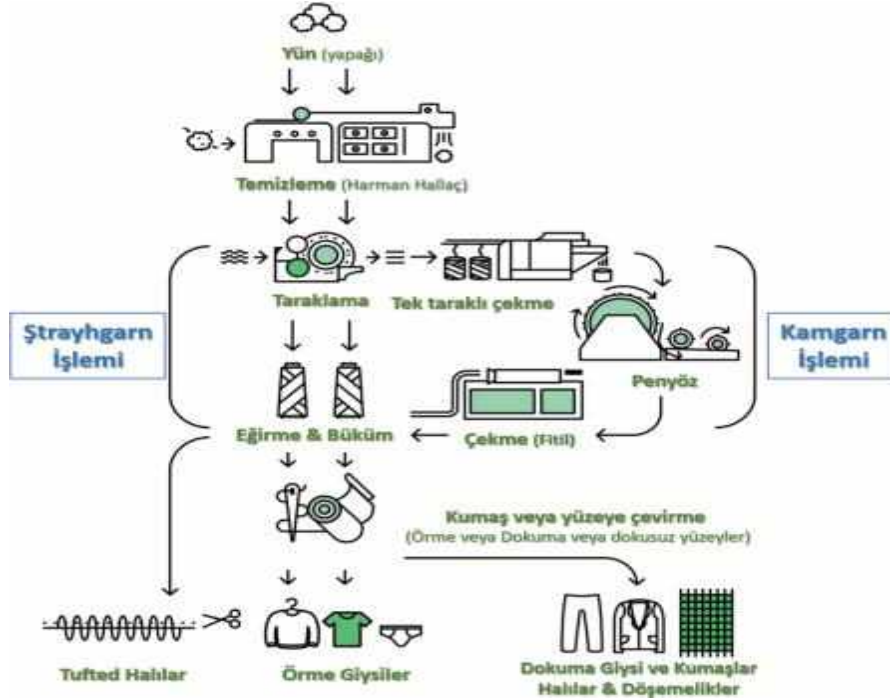 Yün (yapağı)
Temizleme (Harman Hallaç)
Taraklama
Tek taraklı çekme
Ştrayhgarn
İşlemi
Kamgarn
İşlemi
Penyöz
Eğirme & Büküm
Çekme (Fitil)
Kumaş veya yüzeye çevirme
(Örme veya Dokuma veya dokusuz yüzeyler)
Tufted Halılar
Örme Giysiler
Dokuma Giysi ve Kumaşlar
Halılar & Döşemelikler